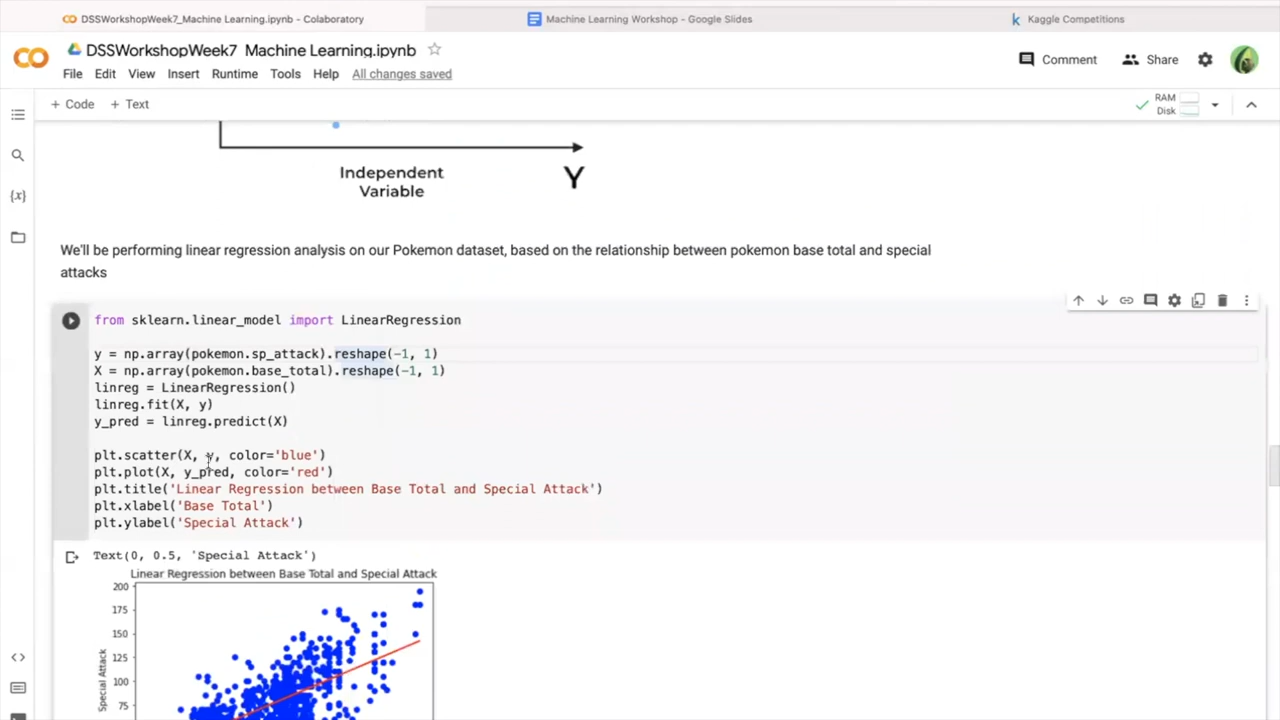 DSSWorkshopWeek7_Machine Learning.ipynb - Colaboratory
Machine Learning Workshop - Google Slides
Kaggle Competitions
DSSWorkshopWeek7 Machine Learning.ipynb
Comment
Share
File Edit View Insert Runtime Tools Help All changes saved
+ Code + Text
RAM
Disk
Independent
Variable
Y
We'll be performing linear regression analysis on our Pokemon dataset, based on the relationship between pokemon base total and special
attacks
from sklearn.linear_model import LinearRegression
y = np.array(pokemon.sp_attack).reshape(-1, 1)
X = np.array(pokemon.base_total).reshape(-1, 1)
linreg = LinearRegression()
linreg.fit(X, y)
y_pred = linreg.predict(X)
plt.scatter(X, y, color='blue')
plt.plot(X, y_pred, color='red')
plt.title('Linear Regression between Base Total and Special Attack')
plt.xlabel('Base Total')
plt.ylabel('Special Attack')
Text(0, 0.5, 'Special Attack')
Linear Regression between Base Total and Special Attack
200
175
150
125
100
75
Special Attack